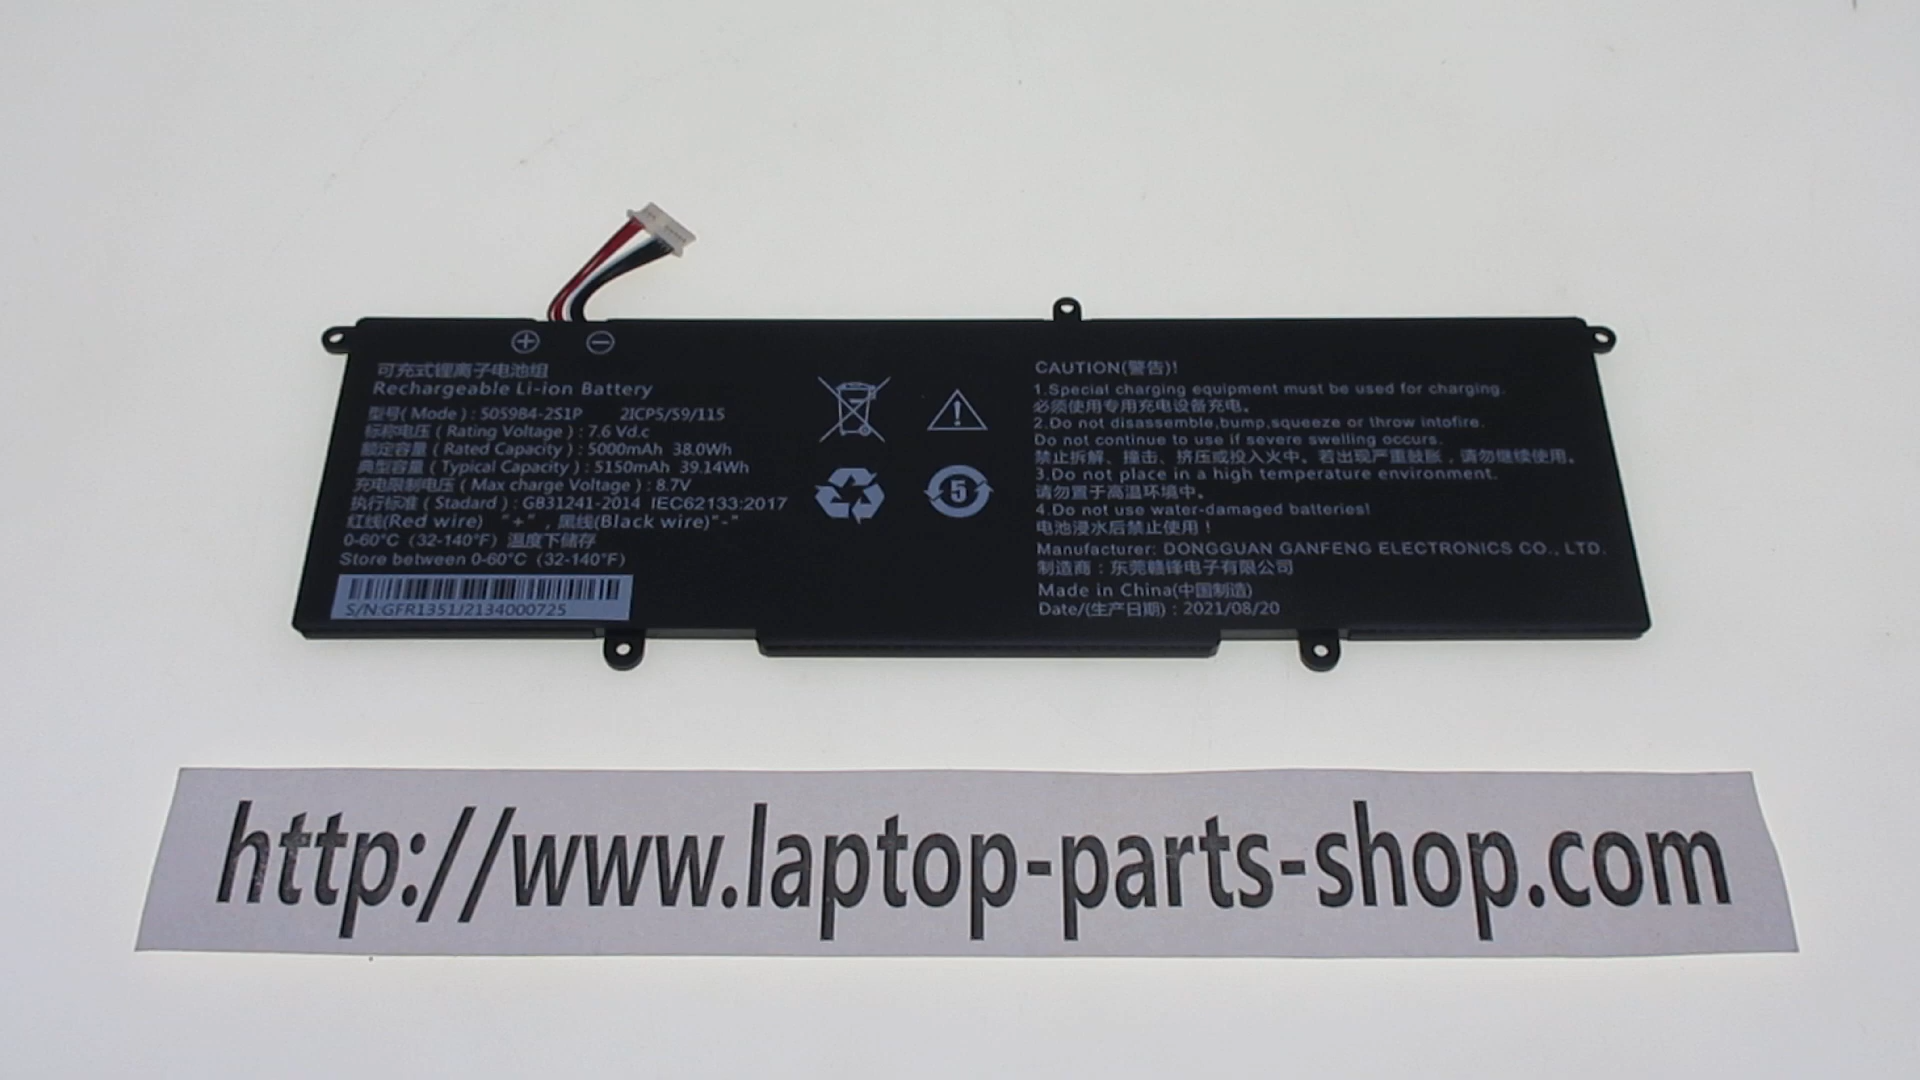 可充式锂离子电池组
Rechargeable Li-ion Battery
型号( Mode ) : 505984-2S1P 2ICP5/59/115
标称电压 ( Rating Voltage ) : 7.6 Vd.c
额定容量 ( Rated Capacity ) : 5000mAh 38.0Wh
典型容量 ( Typical Capacity ) : 5150mAh 39.14Wh
充电限制电压 ( Max charge Voltage ) : 8.7V
执行标准 ( Stadard ) : GB31241-2014 IEC62133:2017
红线(Red wire) "+" , 黑线(Black wire)"-"
0-60°C (32-140°F) 温度下储存
Store between 0-60°C (32-140°F)
S/N:GFR1351J2134000725
5
CAUTION(警告)!
1.Special charging equipment must be used for charging.
必须使用专用充电设备充电。
2.Do not disassemble,bump,squeeze or throw intofire.
Do not continue to use if severe swelling occurs.
禁止拆解、撞击、挤压或投入火中。若出现严重鼓胀，请勿继续使用。
3.Do not place in a high temperature environment.
请勿置于高温环境中。
4.Do not use water-damaged batteries!
电池浸水后禁止使用！
Manufacturer: DONGGUAN GANFENG ELECTRONICS CO., LTD.
制造商：东莞赣锋电子有限公司
Made in China(中国制造)
Date/(生产日期) : 2021/08/20
http://www.laptop-parts-shop.com